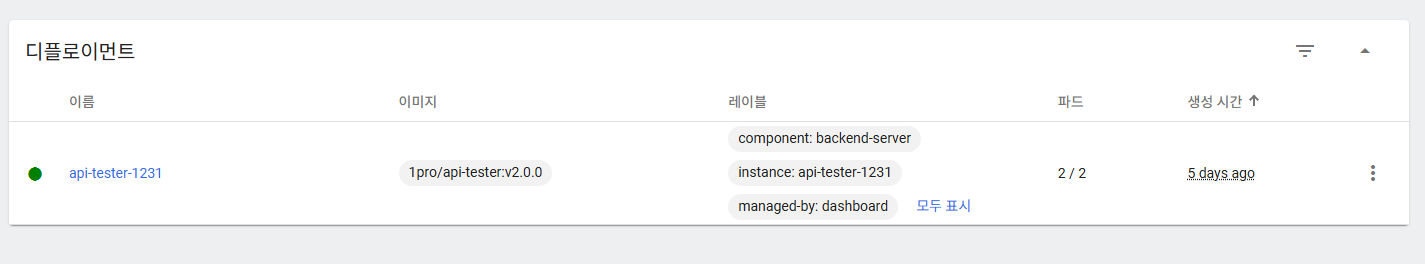 디플로이먼트
이름 이미지 레이블 파드 생성 시간
component: backend-server
api-tester-1231 1pro/api-tester:v2.0.0 instance: api-tester-1231 2 / 2 5 days ago
managed-by: dashboard 모두 표시